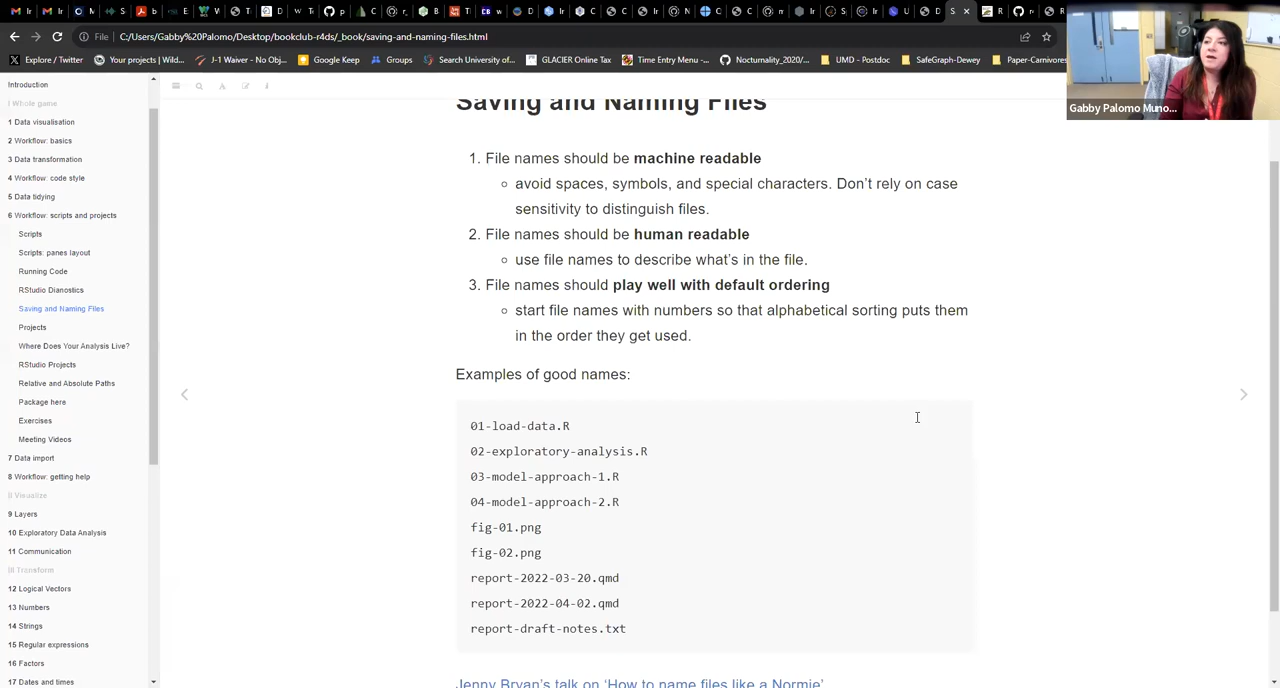 File
C:/Users/Gabby%20Palomo/Desktop/bookclub-r4ds/_book/saving-and-naming-files.html
Explore / Twitter
Your projects / Wild...
J-1 Waiver - No Obj...
Google Keep
Groups
Search University of...
GLACIER Online Tax
Time Entry Menu -...
Nocturnality_2020/...
UMD - Postdoc
SafeGraph-Dewey
Paper-Carnivores
Gabby Palomo Muno...
Introduction
I Whole game
1 Data visualisation
2 Workflow: basics
3 Data transformation
4 Workflow: code style
5 Data tidying
6 Workflow: scripts and projects
Scripts
Scripts: panes layout
Running Code
RStudio Dianostics
Saving and Naming Files
Projects
Where Does Your Analysis Live?
RStudio Projects
Relative and Absolute Paths
Package here
Exercises
Meeting Videos
7 Data import
8 Workflow: getting help
II Visualize
9 Layers
10 Exploratory Data Analysis
11 Communication
III Transform
12 Logical Vectors
13 Numbers
14 Strings
15 Regular expressions
16 Factors
17 Dates and times
Saving and Naming Files
1. File names should be machine readable
avoid spaces, symbols, and special characters. Don't rely on case
sensitivity to distinguish files.
2. File names should be human readable
use file names to describe what's in the file.
3. File names should play well with default ordering
start file names with numbers so that alphabetical sorting puts them
in the order they get used.
Examples of good names:
01-load-data.R
02-exploratory-analysis.R
03-model-approach-1.R
04-model-approach-2.R
fig-01.png
fig-02.png
report-2022-03-20.qmd
report-2022-04-02.qmd
report-draft-notes.txt
Jenny Bryan's talk on 'How to name files like a Normie'